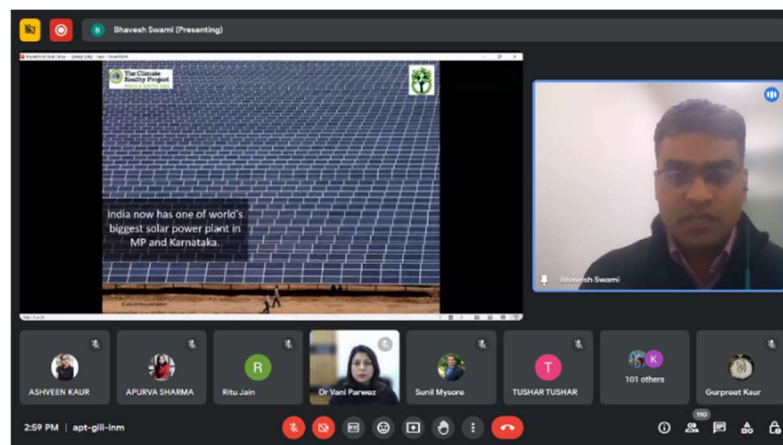 Bhavesh Swami (Presenting)
The Climate
Reality Project
India now has one of world's
biggest solar power plant in
MP and Karnataka.
Bhavesh Swami
ASHVEEN KAUR
APURVA SHARMA
R
Ritu Jain
Dr Vani Parwez
Sunil Mysore
T
TUSHAR TUSHAR
K
101 others
Gurpreet Kaur
2:59 PM | apt-giii-inm
110